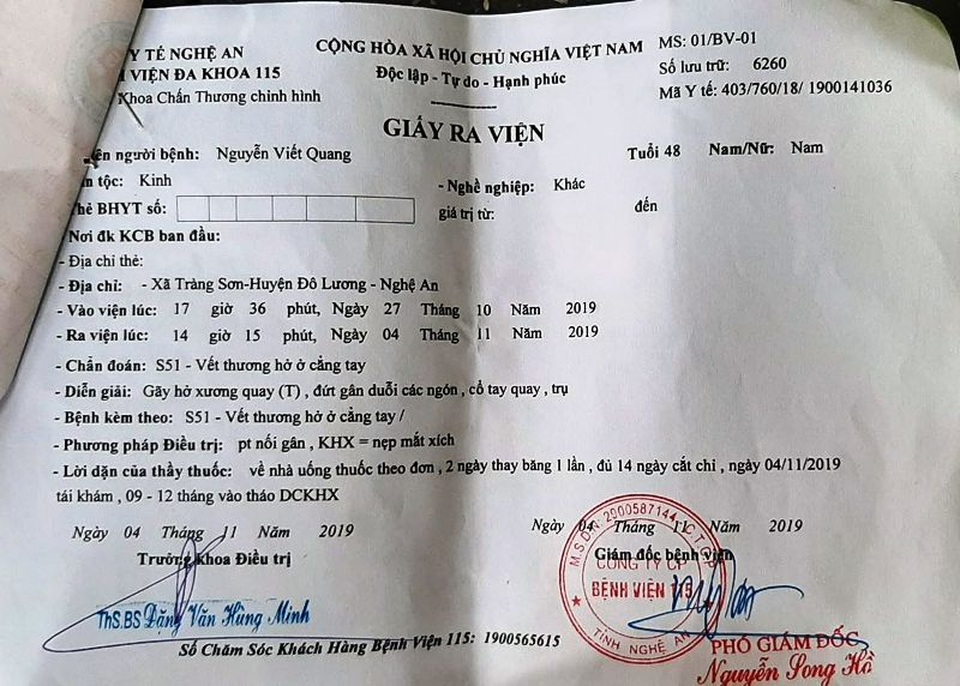 Y TẾ NGHỆ AN
VIỆN ĐA KHOA 115
Khoa Chấn Thương chỉnh hình
CỘNG HÒA XÃ HỘI CHỦ NGHĨA VIỆT NAM
Độc lập - Tự do - Hạnh phúc
MS: 01/BV-01
Số lưu trữ: 6260
Mã Y tế: 403/760/18/ 1900141036
GIẤY RA VIỆN
ên người bệnh: Nguyễn Viết Quang Tuổi 48 Nam/Nữ: Nam
n tộc: Kinh - Nghề nghiệp: Khác
hẻ BHYT số: giá trị từ: đến
Nơi đk KCB ban đầu:
- Địa chỉ thẻ:
- Địa chỉ: - Xã Tràng Sơn-Huyện Đô Lương - Nghệ An
- Vào viện lúc: 17 giờ 36 phút, Ngày 27 Tháng 10 Năm 2019
- Ra viện lúc: 14 giờ 15 phút, Ngày 04 Tháng 11 Năm 2019
- Chẩn đoán: S51 - Vết thương hở ở cẳng tay
- Diễn giải: Gãy hở xương quay (T) , đứt gân duỗi các ngón , cổ tay quay , trụ
- Bệnh kèm theo: S51 - Vết thương hở ở cẳng tay /
- Phương pháp Điều trị: pt nối gân , KHX = nẹp mắt xích
- Lời dặn của thầy thuốc: về nhà uống thuốc theo đơn , 2 ngày thay băng 1 lần , đủ 14 ngày cắt chỉ , ngày 04/11/2019
tái khám , 09 - 12 tháng vào tháo DCKHX
Ngày 04 Tháng 11 Năm 2019
Trưởng khoa Điều trị
ThS.BS Đặng Văn Hùng Minh
Ngày 04 Tháng 11 Năm 2019
Giám đốc bệnh viện
M.S.D.N: 2900587144-C.T.C.P
CÔNG TY CP
BỆNH VIỆN 115
TỈNH NGHỆ AN
PHÓ GIÁM ĐỐC
Nguyễn Song Hồ
Số Chăm Sóc Khách Hàng Bệnh Viện 115: 1900565615